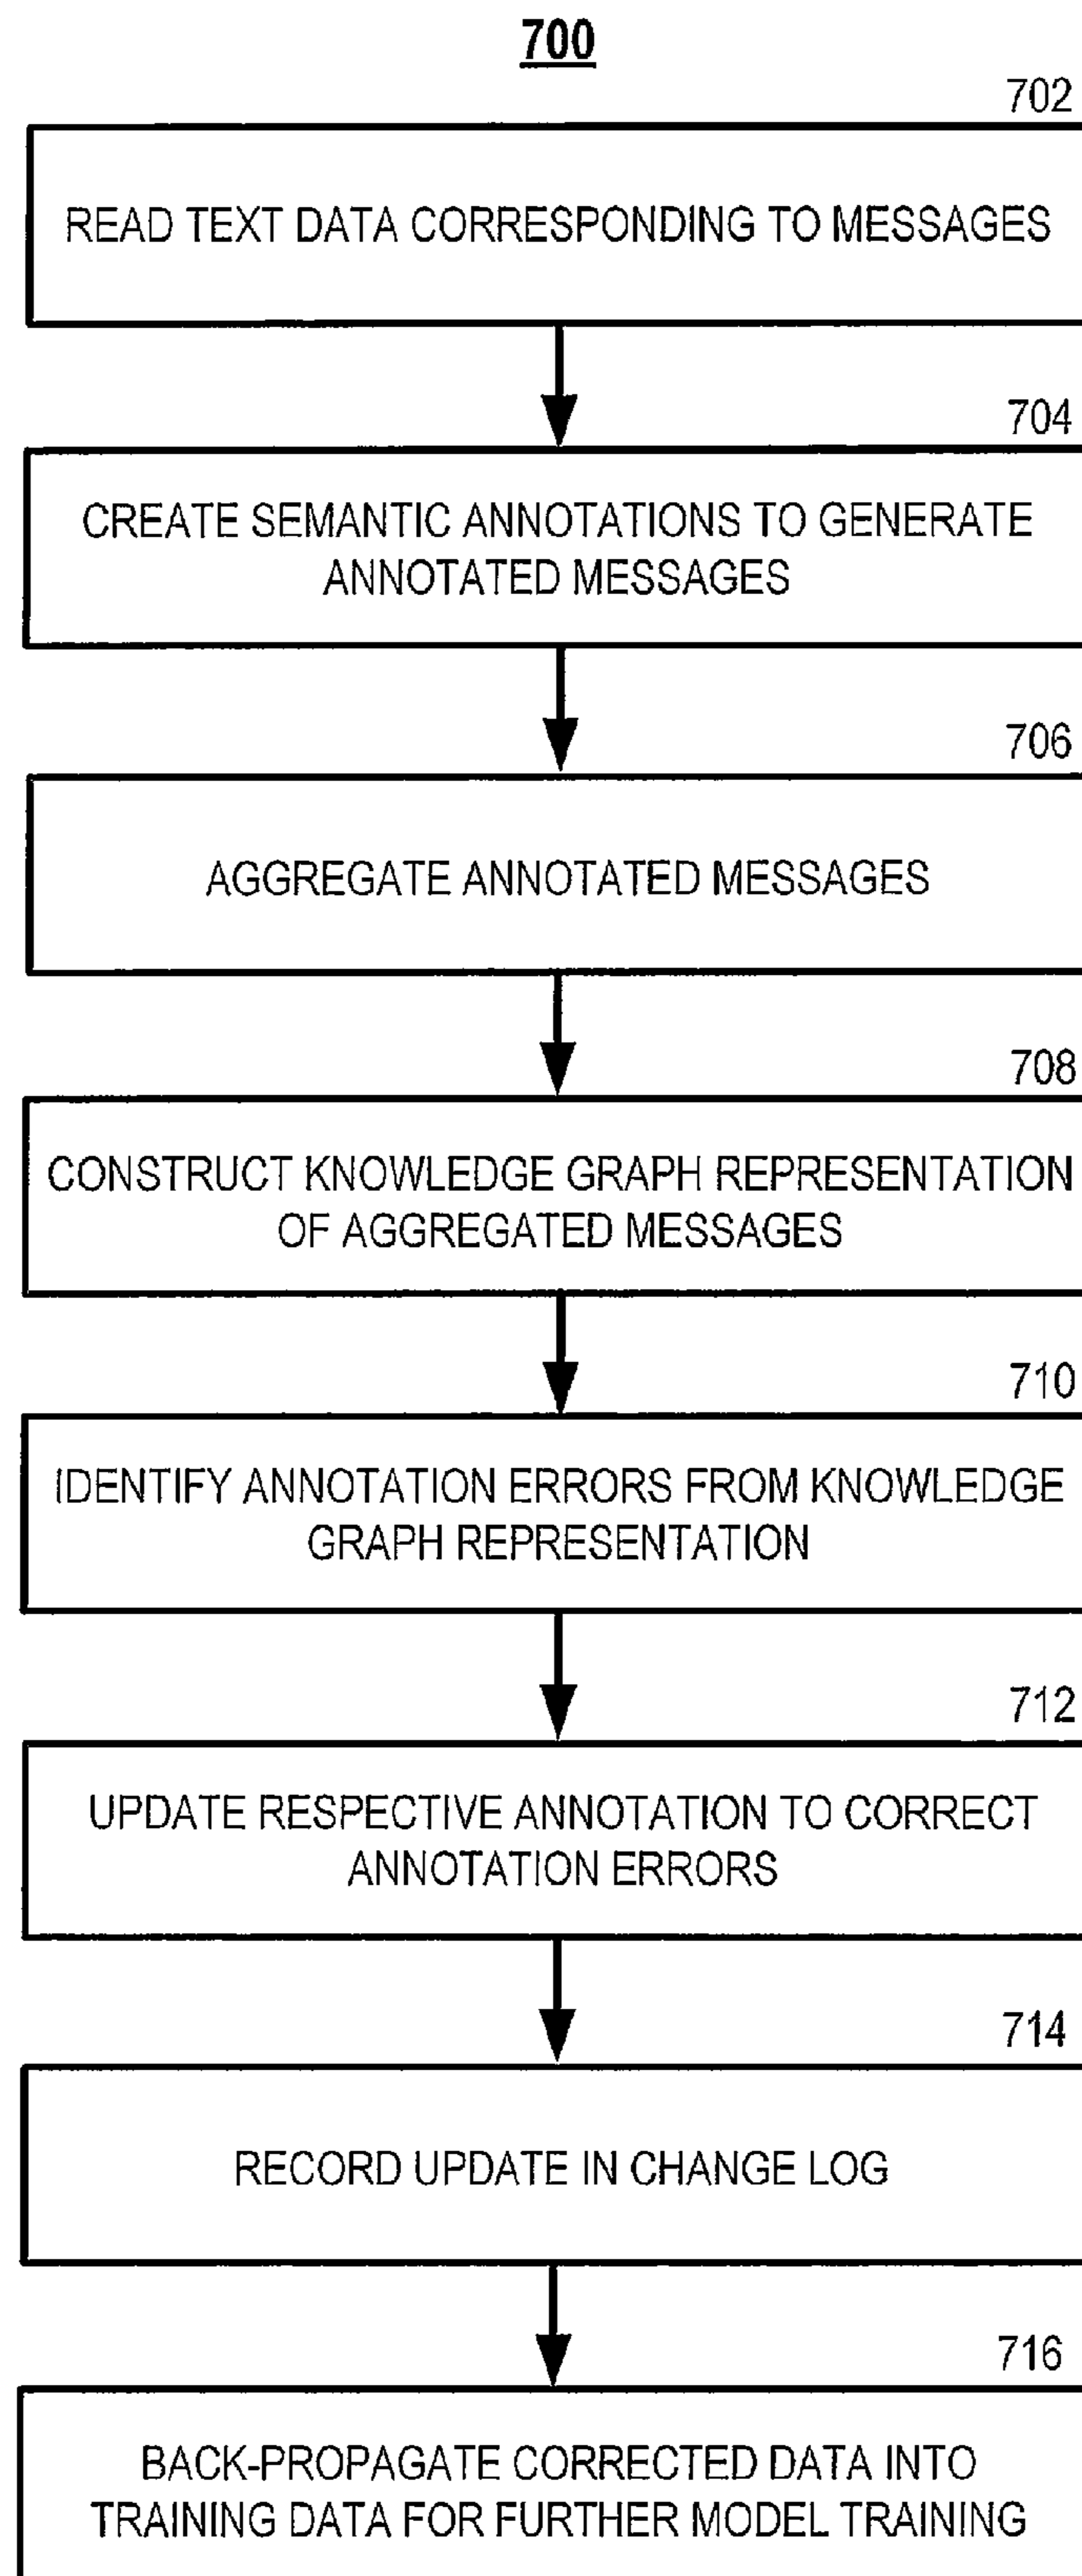 700
702
READ TEXT DATA CORRESPONDING TO MESSAGES
704
CREATE SEMANTIC ANNOTATIONS TO GENERATE
ANNOTATED MESSAGES
706
AGGREGATE ANNOTATED MESSAGES
708
CONSTRUCT KNOWLEDGE GRAPH REPRESENTATION
OF AGGREGATED MESSAGES
710
IDENTIFY ANNOTATION ERRORS FROM KNOWLEDGE
GRAPH REPRESENTATION
712
UPDATE RESPECTIVE ANNOTATION TO CORRECT
ANNOTATION ERRORS
714
RECORD UPDATE IN CHANGE LOG
716
BACK-PROPAGATE CORRECTED DATA INTO
TRAINING DATA FOR FURTHER MODEL TRAINING